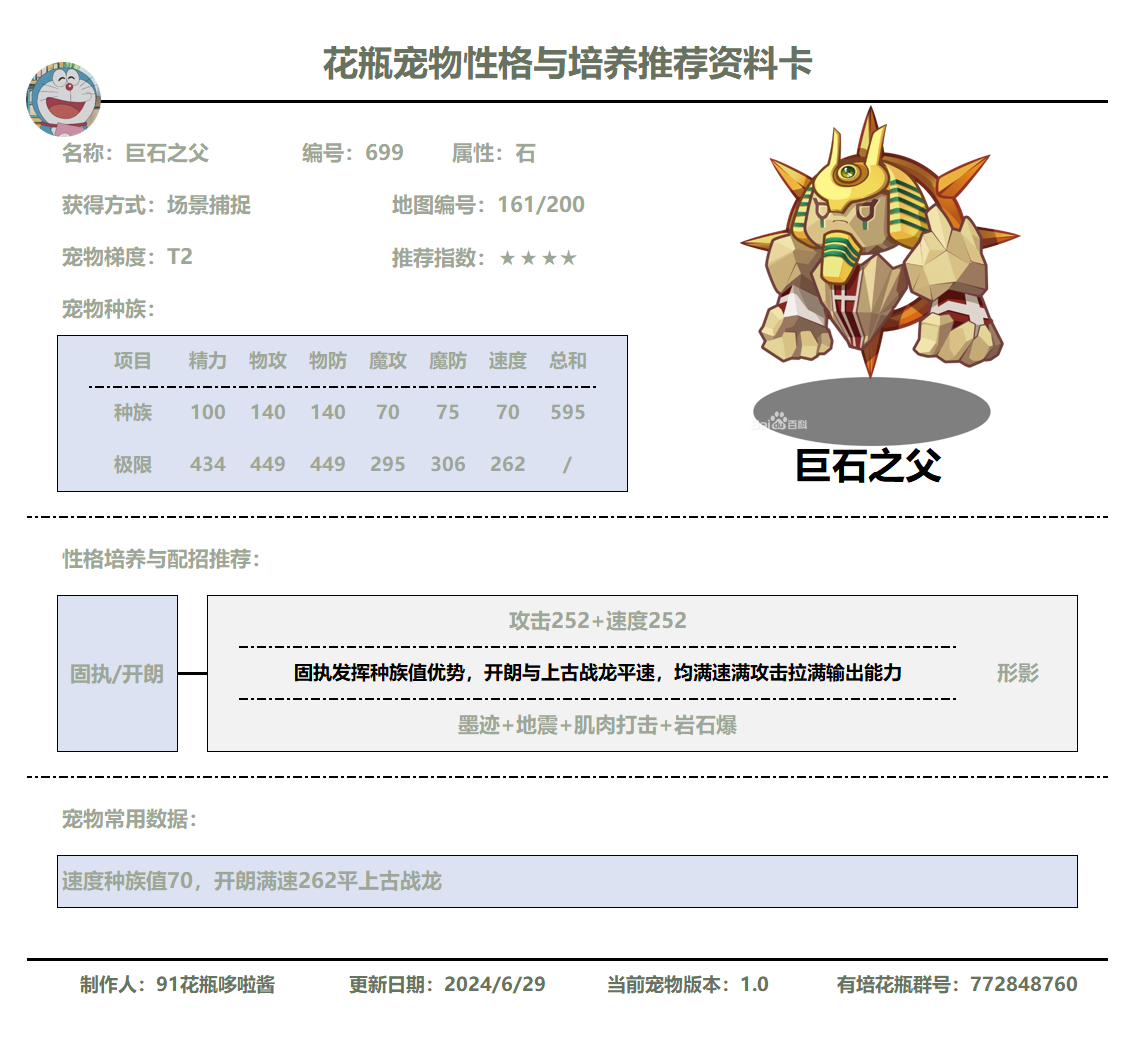 花瓶宠物性格与培养推荐资料卡
名称：巨石之父 编号：699 属性：石
获得方式：场景捕捉 地图编号：161/200
宠物梯度：T2 推荐指数：★★★★
宠物种族：
项目 精力 物攻 物防 魔攻 魔防 速度 总和
种族 100 140 140 70 75 70 595
极限 434 449 449 295 306 262 /
Bai du 百科
巨石之父
性格培养与配招推荐：
攻击252+速度252
固执/开朗 固执发挥种族值优势，开朗与上古战龙平速，均满速满攻击拉满输出能力 形影
墨迹+地震+肌肉打击+岩石爆
宠物常用数据：
速度种族值70，开朗满速262平上古战龙
制作人：91花瓶哆啦酱 更新日期：2024/6/29 当前宠物版本：1.0 有培花瓶群号：772848760